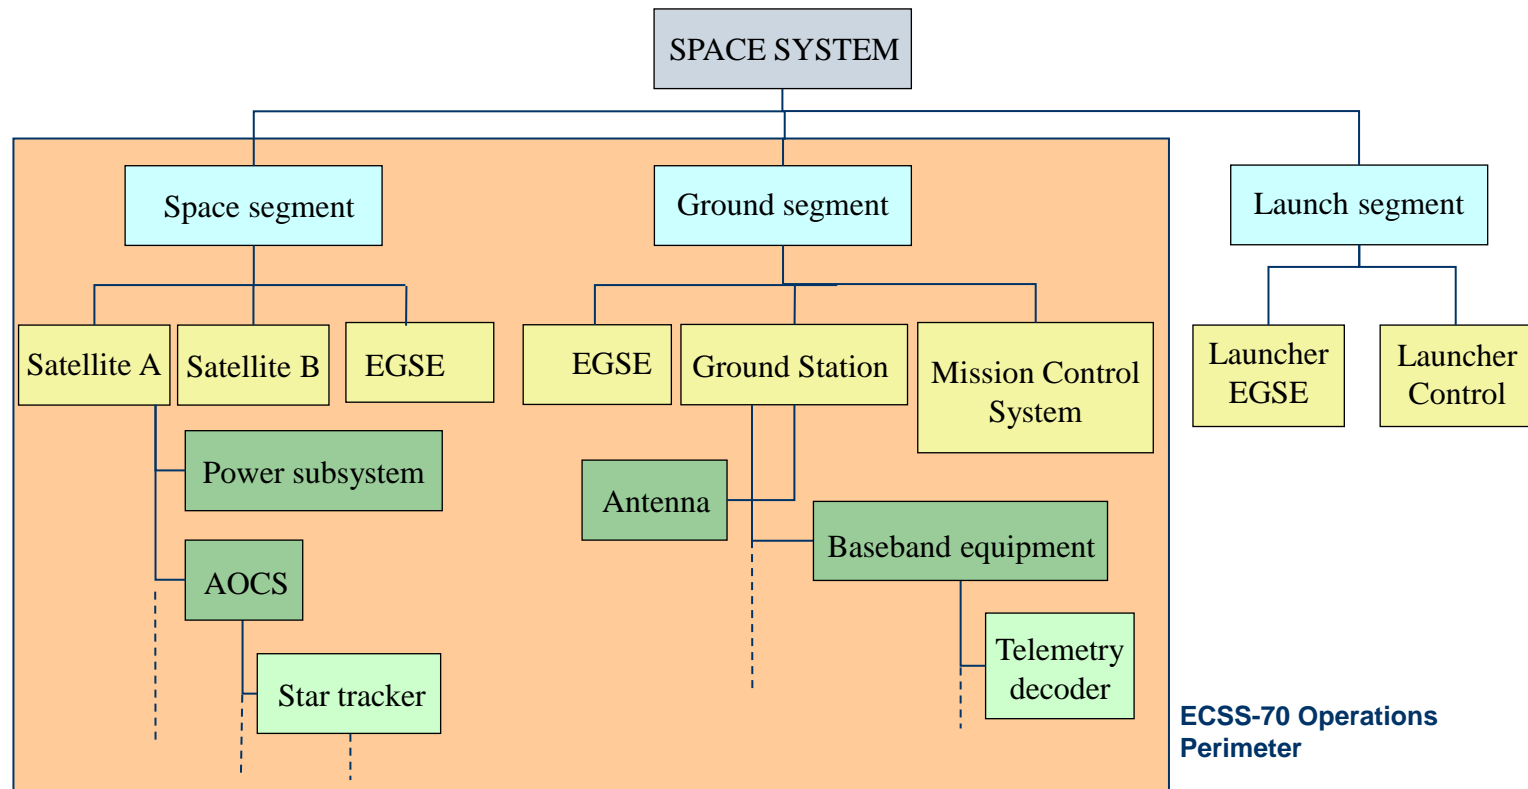 SPACE SYSTEM
Space segment
Ground segment
Launch segment
Satellite A
Satellite B
EGSE
EGSE
Ground Station
Mission Control
System
Launcher
EGSE
Launcher
Control
Power subsystem
Antenna
Baseband equipment
AOCS
Telemetry
decoder
Star tracker
ECSS-70 Operations
Perimeter